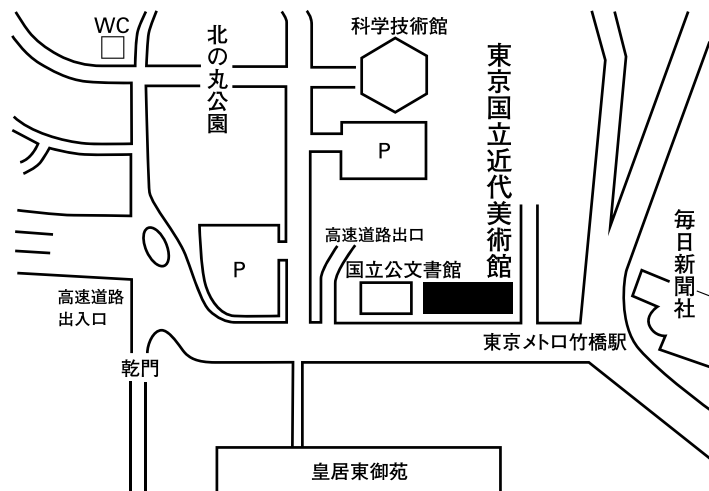 WC
北の丸公園
科学技術館
東京国立近代美術館
P
毎日新聞社
高速道路出口
P
国立公文書館
高速道路
出入口
東京メトロ竹橋駅
乾門
皇居東御苑